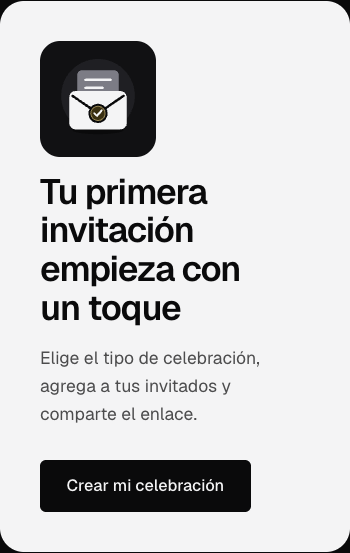 Tu primera
invitación
empieza con
un toque
Elige el tipo de celebración,
agrega a tus invitados y
comparte el enlace.
Crear mi celebración